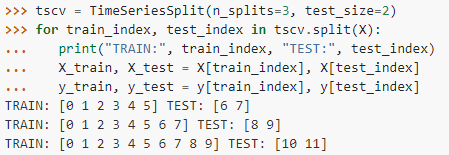 >>> tscv = TimeSeriesSplit(n_splits=3, test_size=2)
>>> for train_index, test_index in tscv.split(X):
...    print("TRAIN:", train_index, "TEST:", test_index)
...    X_train, X_test = X[train_index], X[test_index]
...    y_train, y_test = y[train_index], y[test_index]
TRAIN: [0 1 2 3 4 5] TEST: [6 7]
TRAIN: [0 1 2 3 4 5 6 7] TEST: [8 9]
TRAIN: [0 1 2 3 4 5 6 7 8 9] TEST: [10 11]